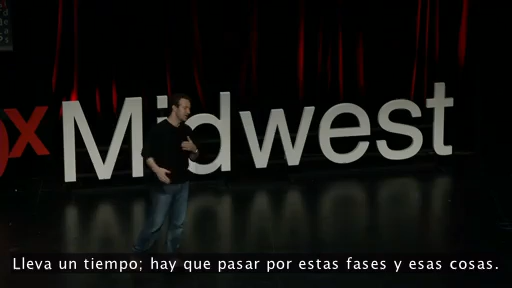 x Midwest
Lleva un tiempo; hay que pasar por estas fases y esas cosas.